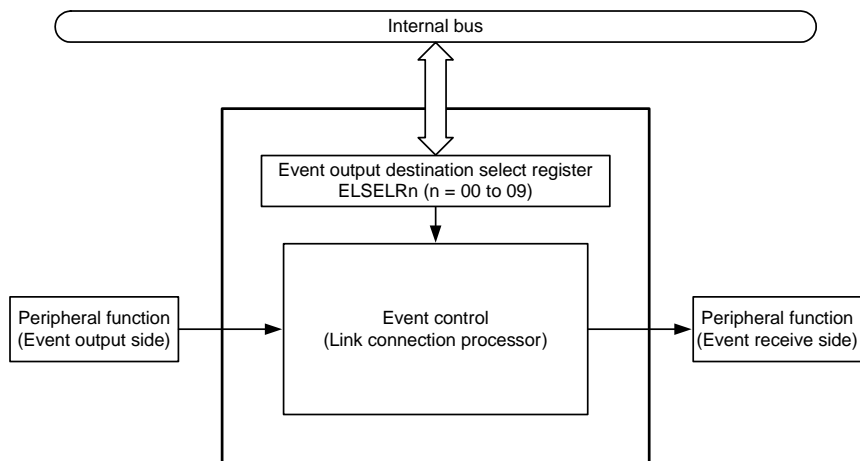 Internal bus
Event output destination select register
ELSELRn (n = 00 to 09)
Peripheral function
(Event output side)
Event control
(Link connection processor)
Peripheral function
(Event receive side)